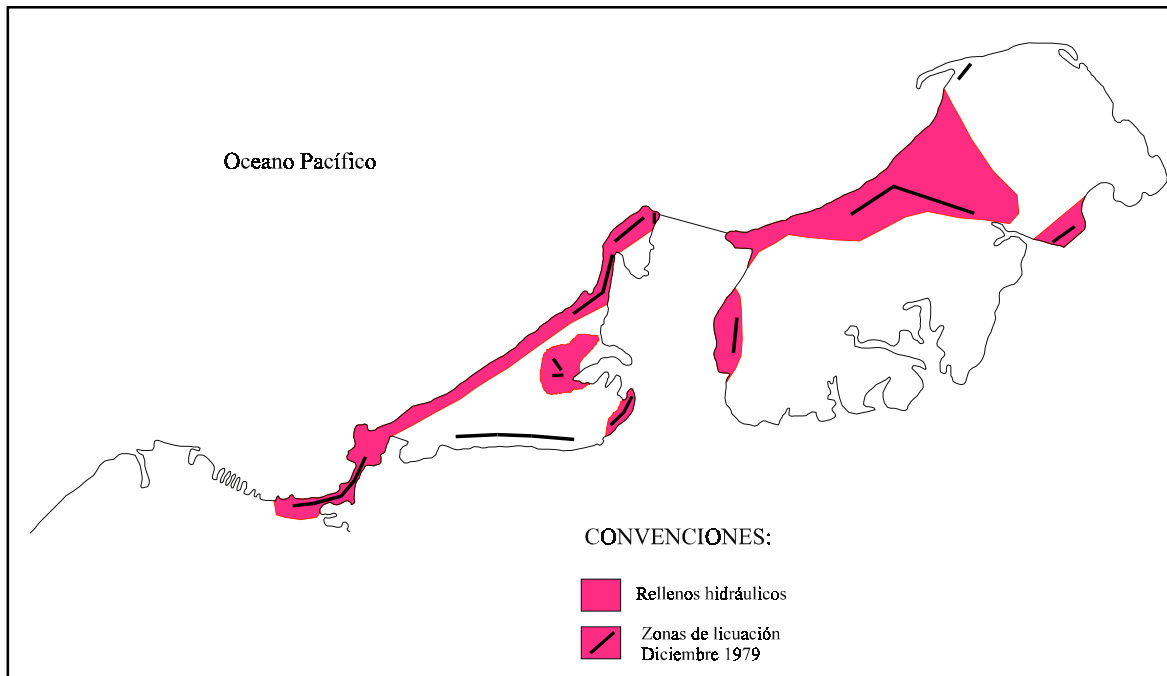 Oceano Pacífico
CONVENCIONES:
Rellenos hidráulicos
Zonas de licuación
Diciembre 1979